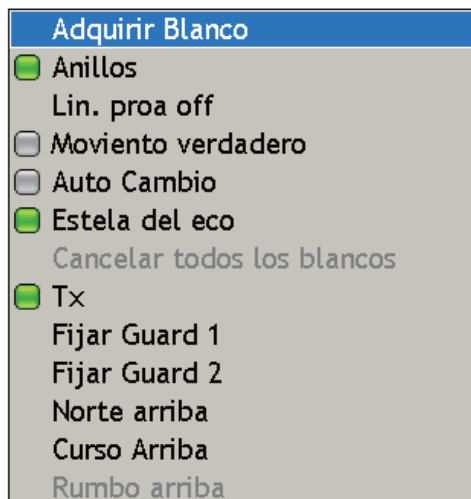 Adquirir Blanco
Anillos
Lin. proa off
Moviento verdadero
Auto Cambio
Estela del eco
Cancelar todos los blancos
Tx
Fijar Guard 1
Fijar Guard 2
Norte arriba
Curso Arriba
Rumbo arriba